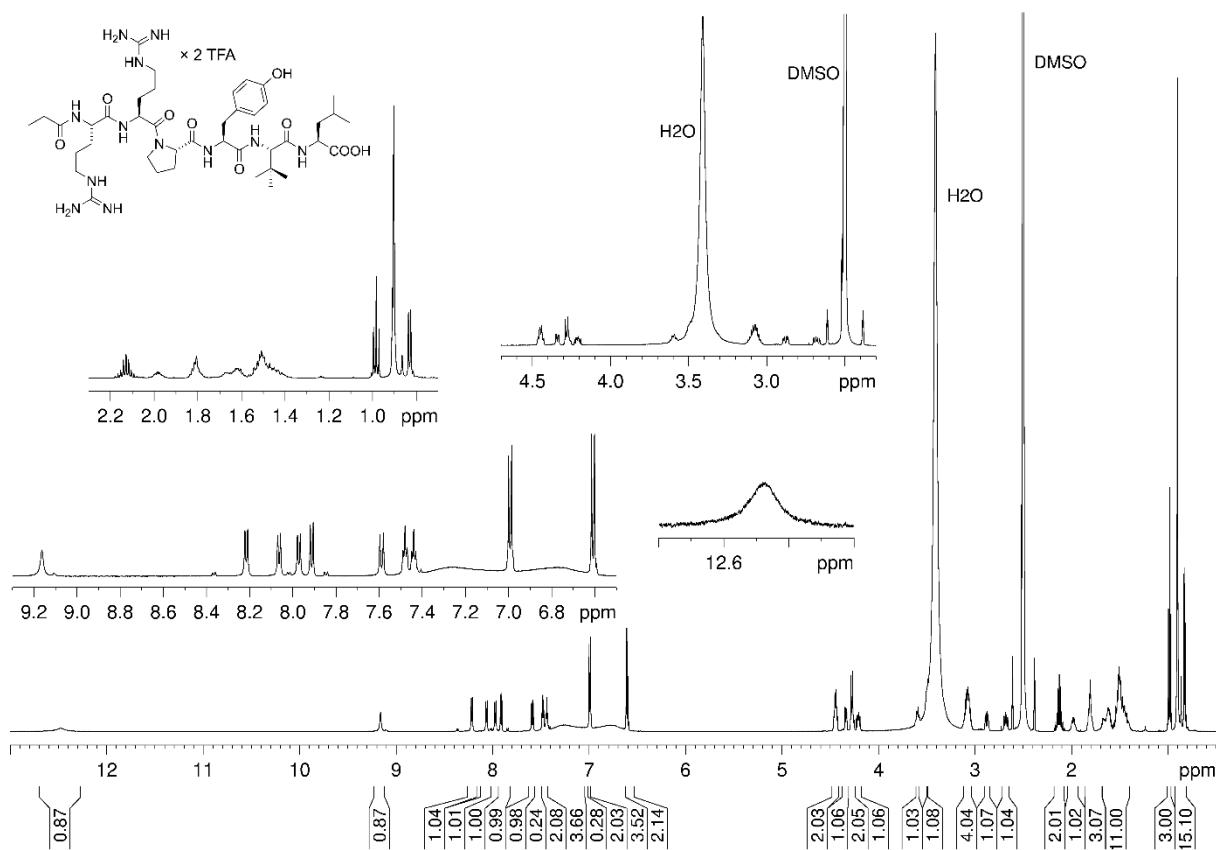 NH
H₂N
HN
× 2 TFA
OH
H
N
O
O
O
O
N
H
N
N
H
O
H
N
O
N
H
COOH
O
HN
H₂N
NH
H2O
DMSO
4.5 4.0 3.5 3.0 ppm
DMSO
H2O
2.2 2.0 1.8 1.6 1.4 1.2 1.0 ppm
12.6 ppm
9.2 9.0 8.8 8.6 8.4 8.2 8.0 7.8 7.6 7.4 7.2 7.0 6.8 ppm
12 11 10 9 8 7 6 5 4 3 2 ppm
0.87
0.87
1.04
1.01
1.00
0.99
0.98
0.24
2.08
3.66
0.28
2.03
3.52
2.14
2.03
1.06
2.05
1.06
1.03
1.08
4.04
1.07
1.04
2.01
1.02
3.07
11.00
3.00
15.10